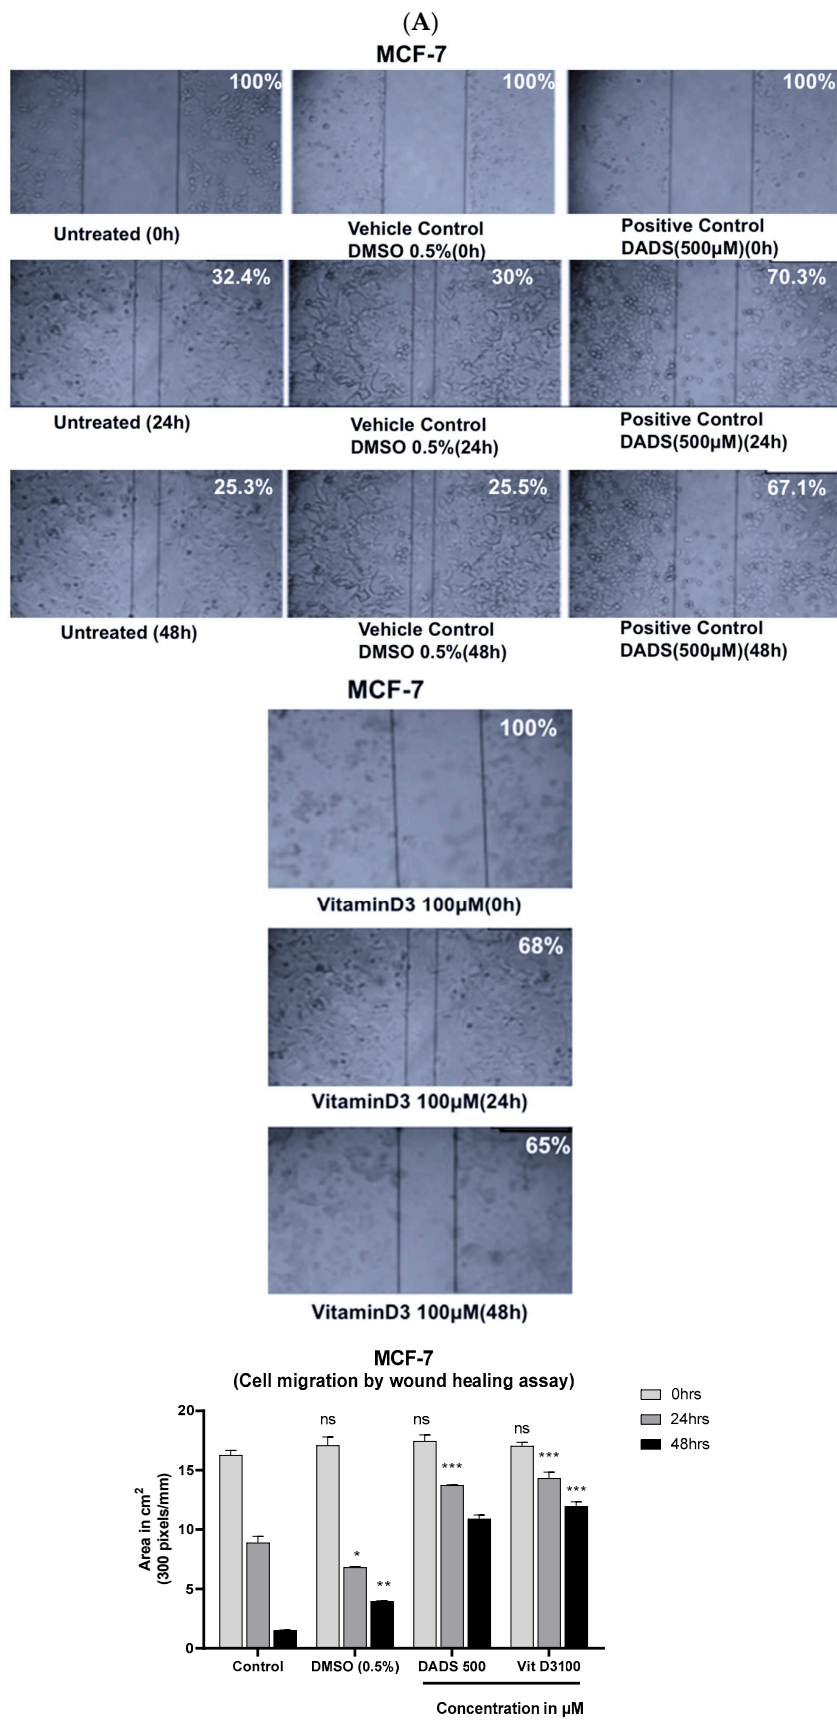 (A)
MCF-7
100%
100%
100%
Untreated (0h)
Vehicle Control
DMSO 0.5%(0h)
Positive Control
DADS(500µM)(0h)
32.4%
30%
70.3%
Untreated (24h)
Vehicle Control
DMSO 0.5%(24h)
Positive Control
DADS(500µM)(24h)
25.3%
25.5%
67.1%
Untreated (48h)
Vehicle Control
DMSO 0.5%(48h)
Positive Control
DADS(500µM)(48h)
MCF-7
100%
VitaminD3 100µM(0h)
68%
VitaminD3 100µM(24h)
65%
VitaminD3 100µM(48h)
MCF-7
(Cell migration by wound healing assay)
0hrs
24hrs
48hrs
Area in cm²
(300 pixels/mm)
20
15
10
5
0
ns
*
**
ns
***
ns
***
***
Control
DMSO (0.5%)
DADS 500
Vit D3100
Concentration in µM